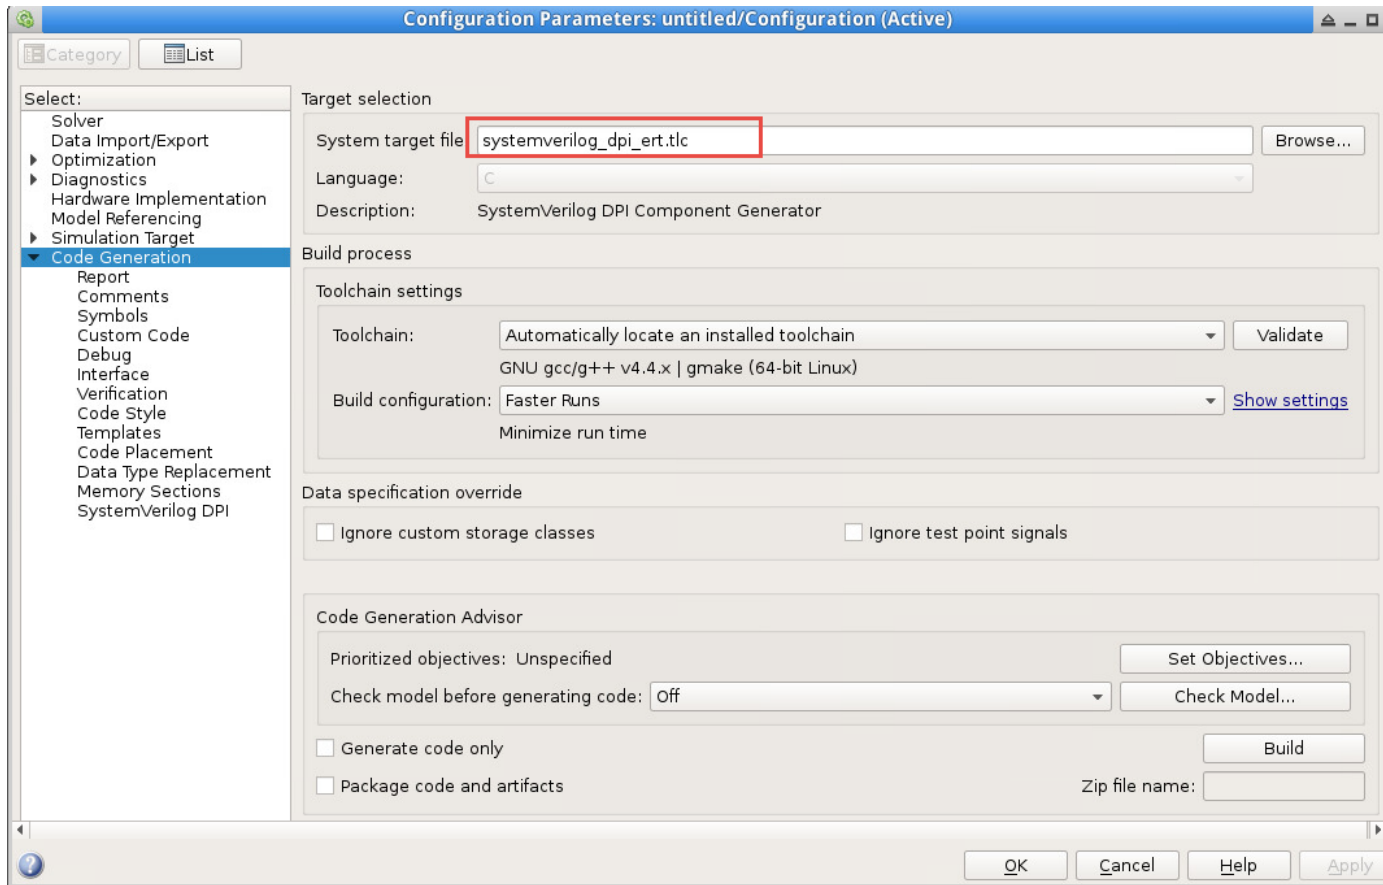 Configuration Parameters: untitled/Configuration (Active)
Category
List
Select:
Solver
Data Import/Export
Optimization
Diagnostics
Hardware Implementation
Model Referencing
Simulation Target
Code Generation
Report
Comments
Symbols
Custom Code
Debug
Interface
Verification
Code Style
Templates
Code Placement
Data Type Replacement
Memory Sections
SystemVerilog DPI
Target selection
System target file systemverilog_dpi_ert.tlc Browse...
Language: C
Description: SystemVerilog DPI Component Generator
Build process
Toolchain settings
Toolchain: Automatically locate an installed toolchain Validate
GNU gcc/g++ v4.4.x | gmake (64-bit Linux)
Build configuration: Faster Runs Show settings
Minimize run time
Data specification override
Ignore custom storage classes Ignore test point signals
Code Generation Advisor
Prioritized objectives: Unspecified Set Objectives...
Check model before generating code: Off Check Model...
Generate code only Build
Package code and artifacts Zip file name:
OK Cancel Help Apply